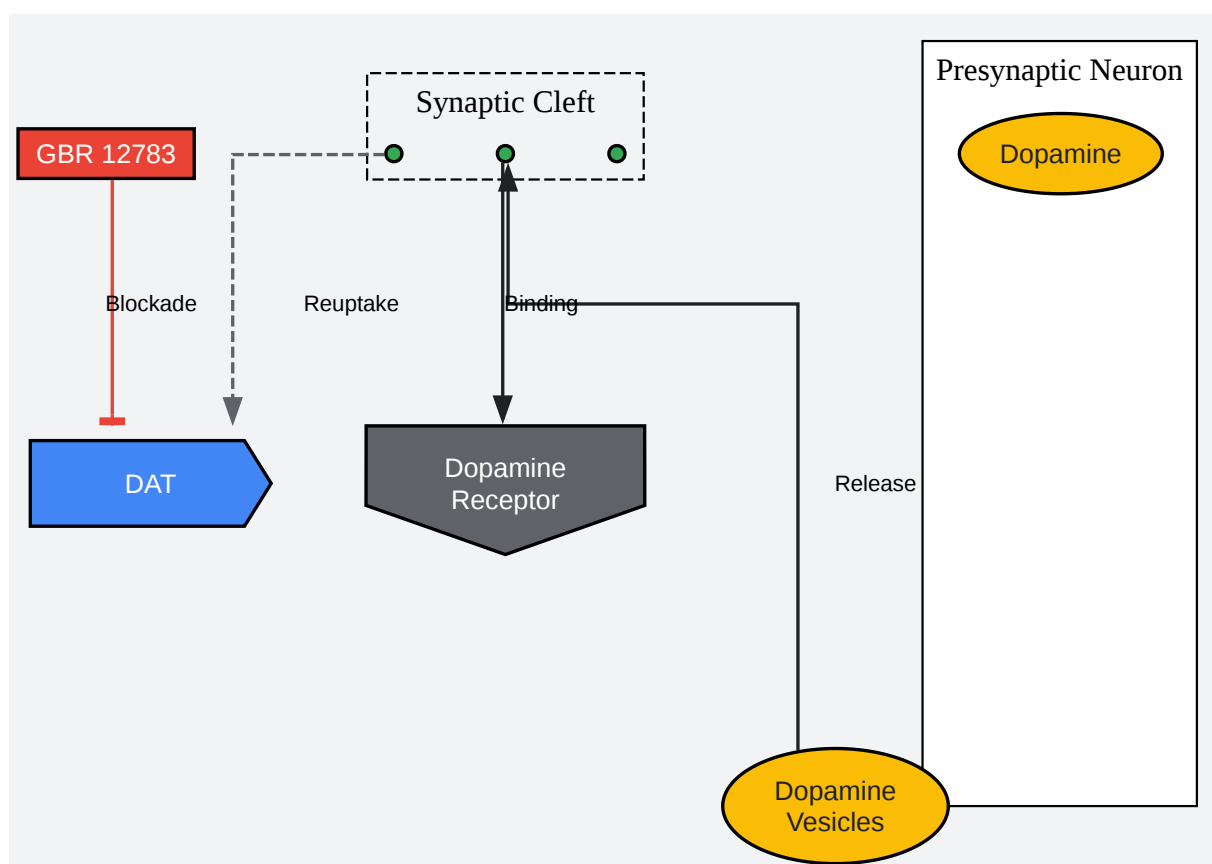 Presynaptic Neuron
Synaptic Cleft
GBR 12783
Dopamine
Blockade
Reuptake
Binding
DAT
Dopamine
Receptor
Release
Dopamine
Vesicles